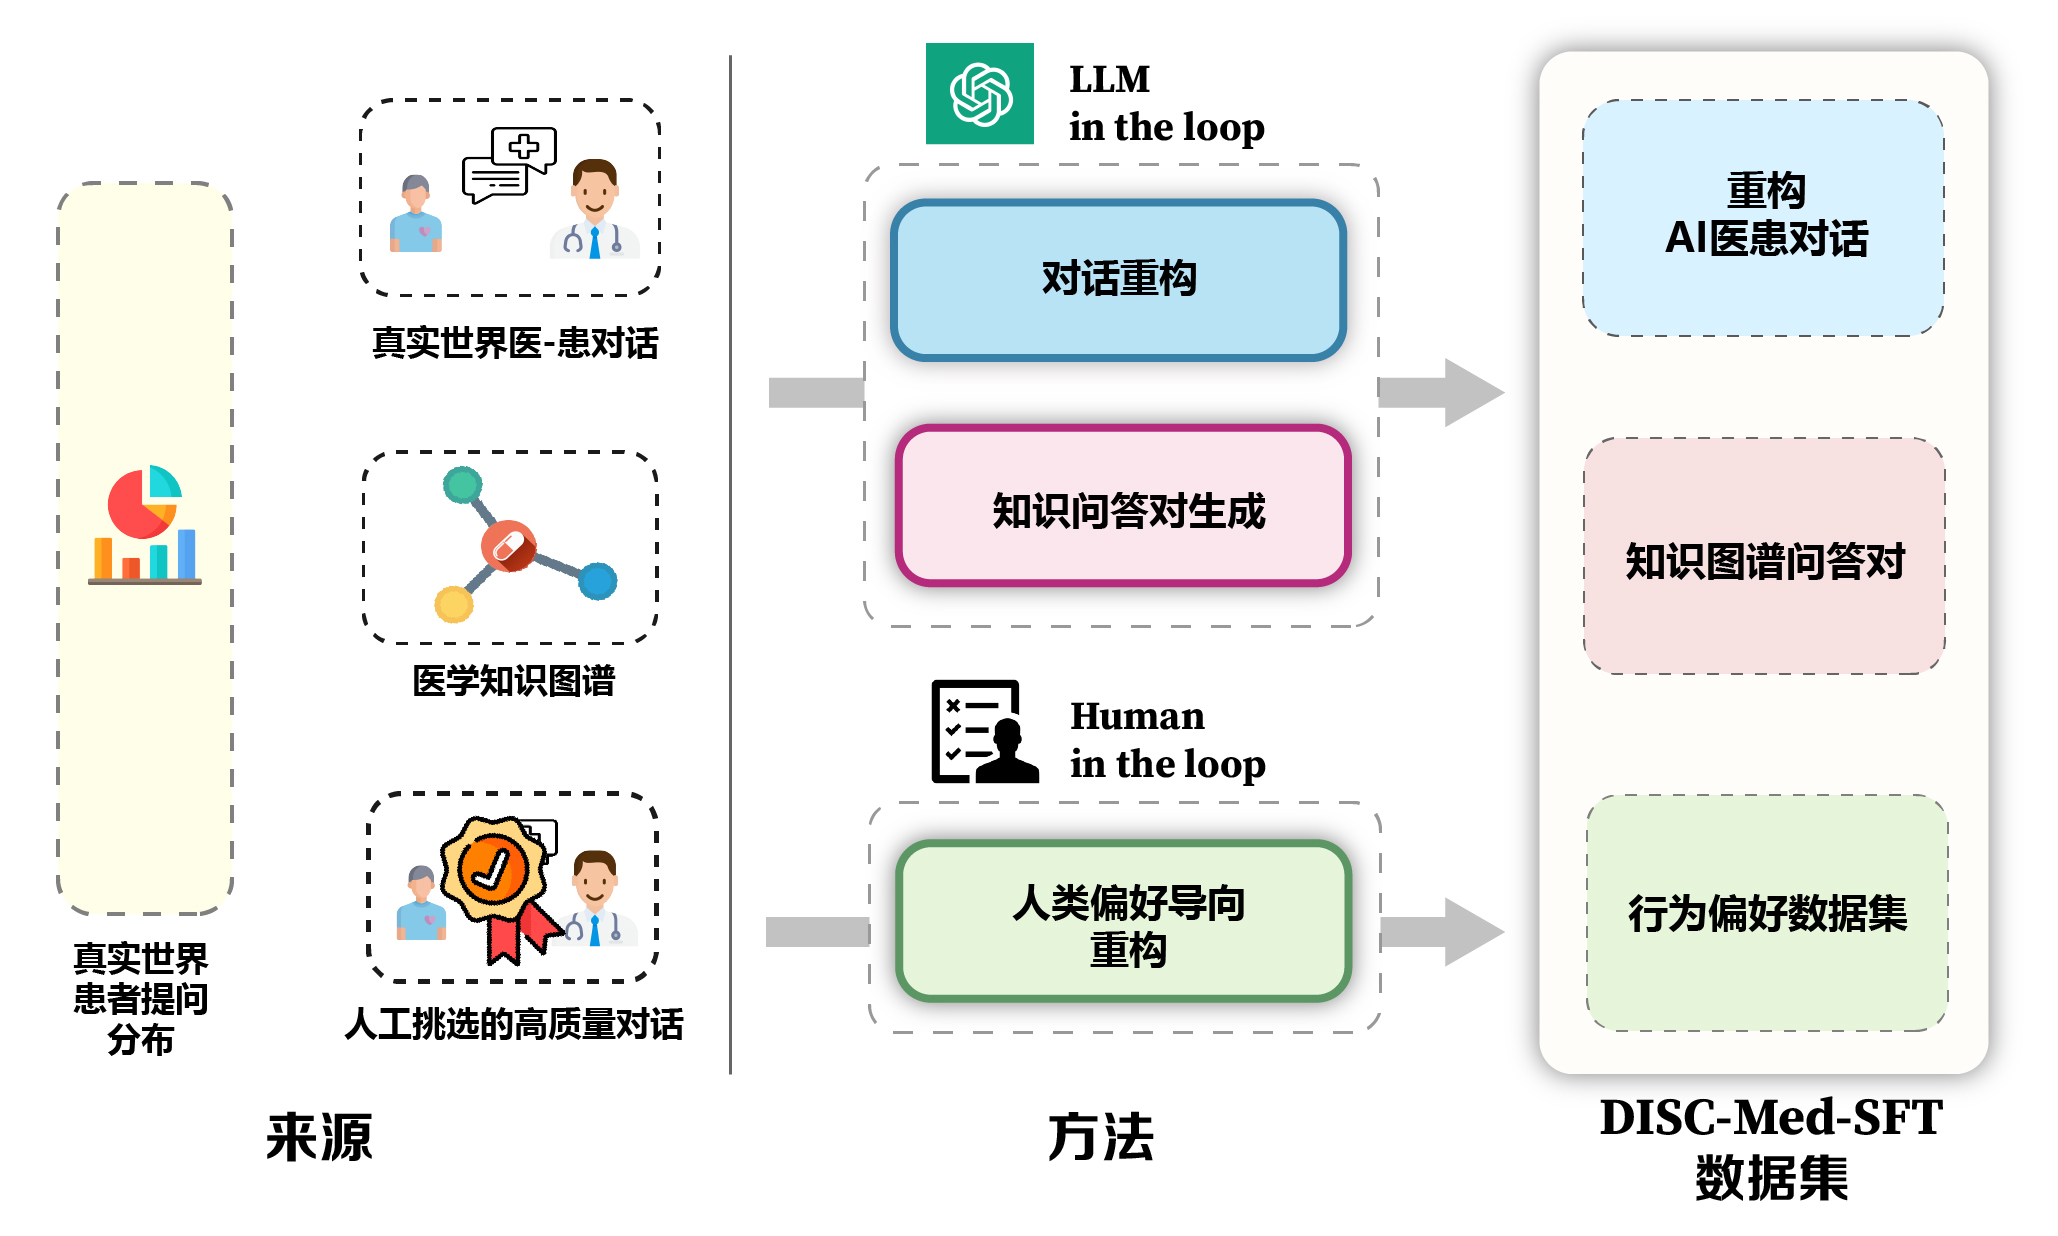 真实世界
患者提问
分布
真实世界医-患对话
医学知识图谱
人工挑选的高质量对话
来源
LLM
in the loop
对话重构
知识问答对生成
Human
in the loop
人类偏好导向
重构
方法
重构
AI医患对话
知识图谱问答对
行为偏好数据集
DISC-Med-SFT
数据集